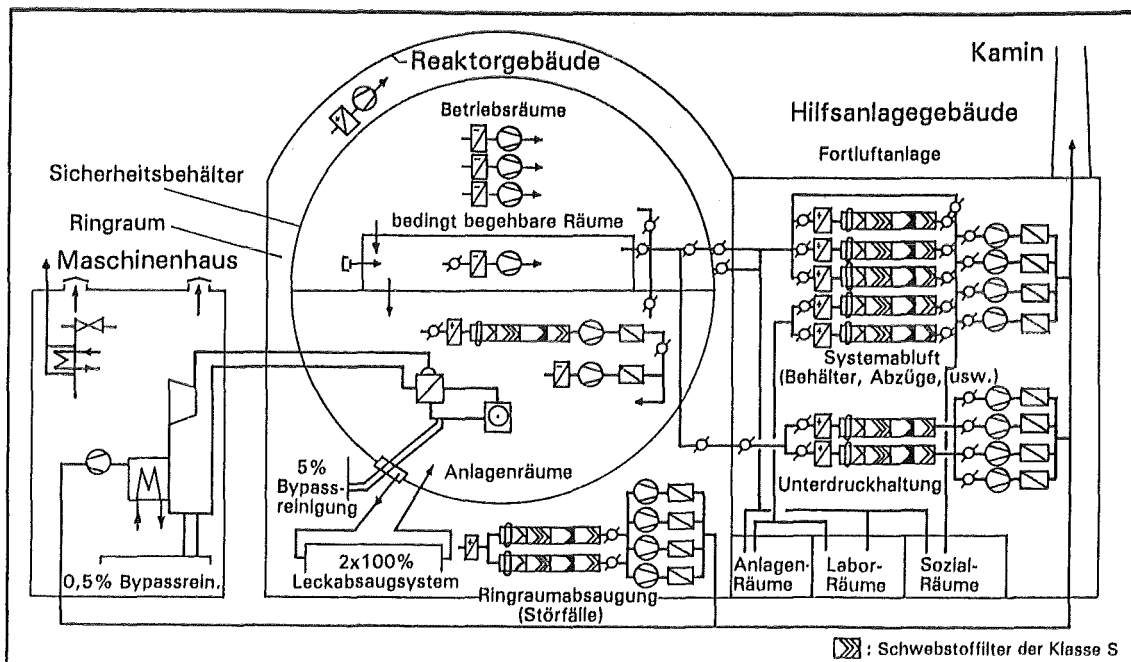 Kamin
Reaktorgebäude
Hilfsanlagegebäude
Betriebsräume
Fortluftanlage
Sicherheitsbehälter
bedingt begehbare Räume
Ringraum
Maschinenhaus
Systemabluft
(Behälter, Abzüge, usw.)
5%
Bypass-
reinigung
Anlagenräume
Unterdruckhaltung
2x100%
Leckabsaugsystem
0,5% Bypassrein.
Ringraumabsaugung
(Störfälle)
Anlagen-
Räume
Labor-
Räume
Sozial-
Räume
: Schwebstoffilter der Klasse S